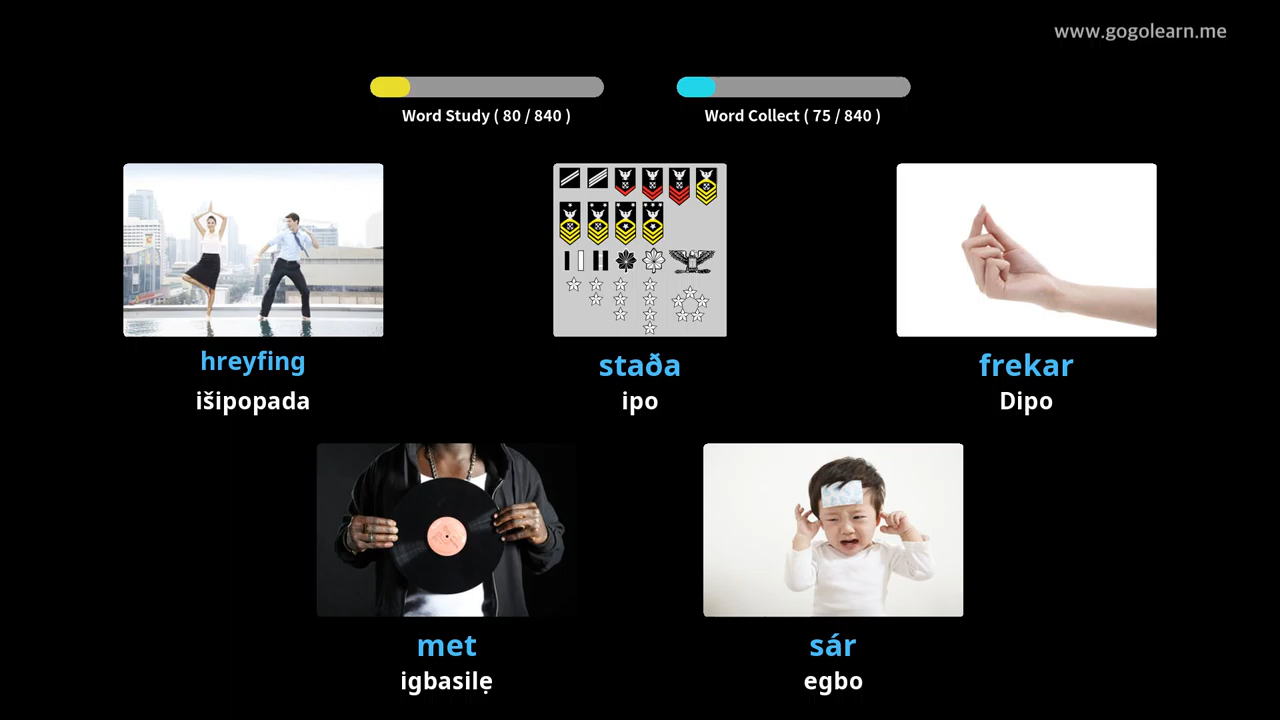 www.gogolearn.me
Word Study ( 80 / 840 )
Word Collect ( 75 / 840 )
hreyfing
išipopada
staða
ipo
frekar
Dipo
met
igbasilẹ
sár
egbo